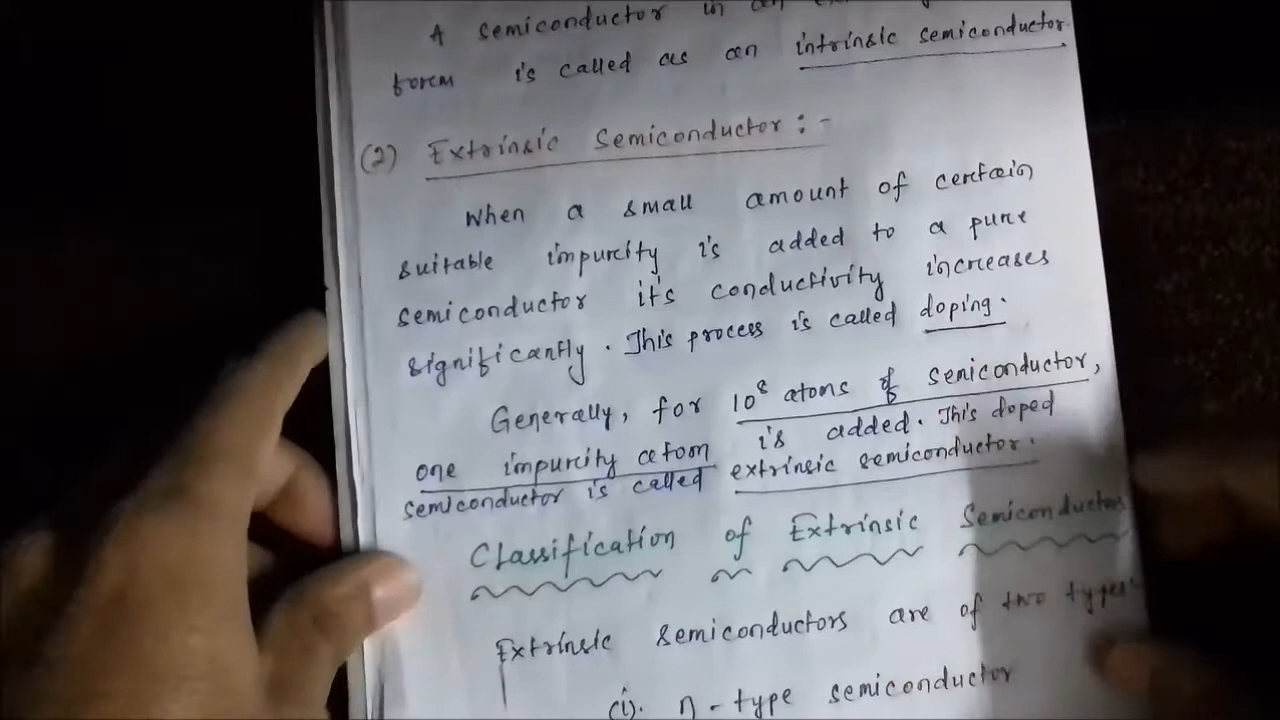 A semiconductor in an
form is called as an intrinsic semiconductor.
(2) Extrinsic Semiconductor : -
When a small amount of certain
suitable impurity is added to a pure
semiconductor it's conductivity increases
significantly. This process is called doping.
Generally, for 10⁸ atoms of semiconductor,
one impurity atom is added. This doped
semiconductor is called extrinsic semiconductor.
Classification of Extrinsic Semiconductors
Extrinsic semiconductors are of two types
(i). n-type semiconductor